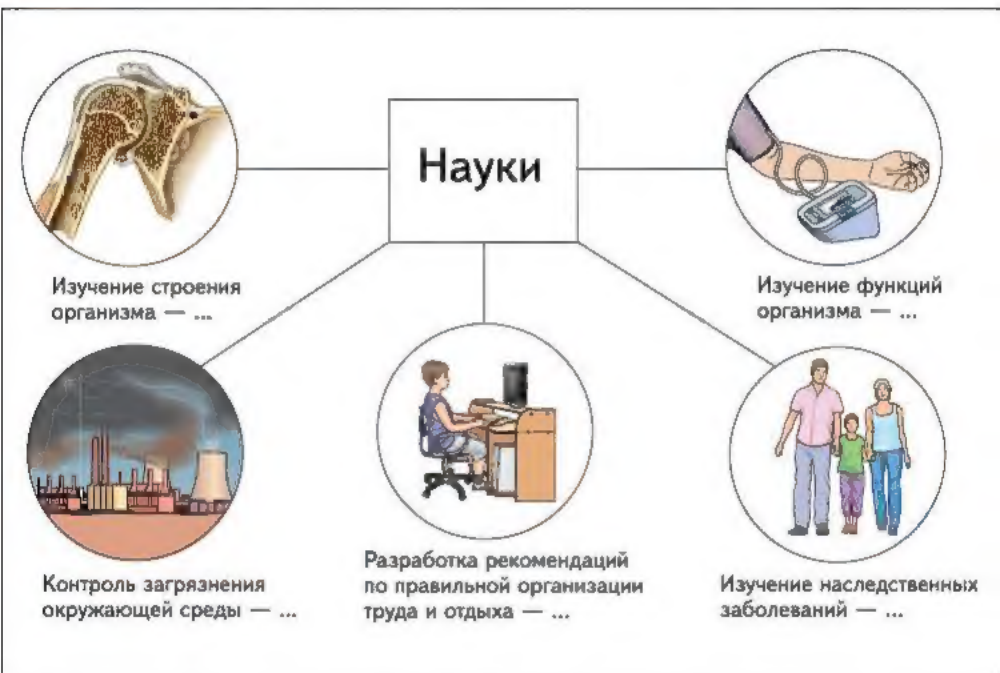 Науки
Изучение строения
организма — ...
Изучение функций
организма — ...
Контроль загрязнения
окружающей среды — ...
Разработка рекомендаций
по правильной организации
труда и отдыха — ...
Изучение наследственных
заболеваний — ...